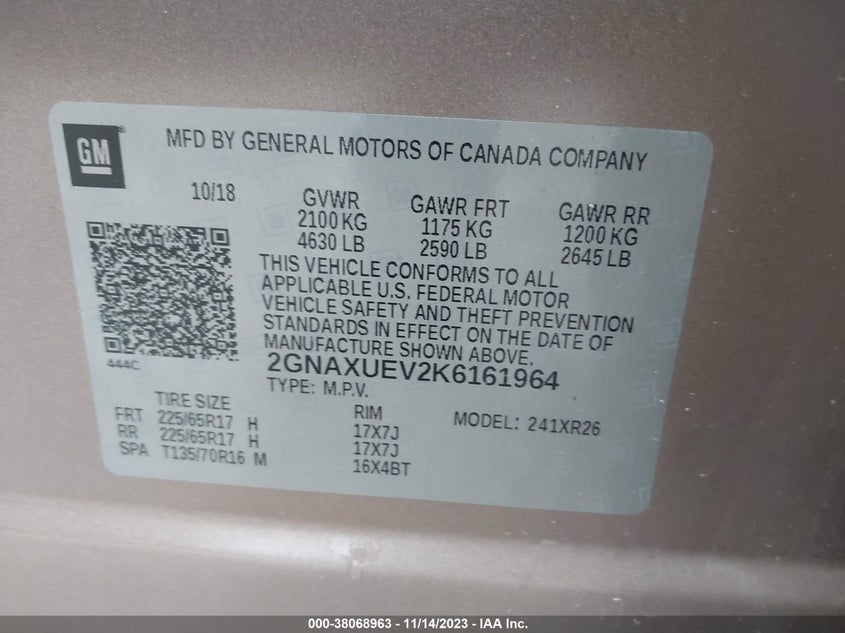 GM
MFD BY GENERAL MOTORS OF CANADA COMPANY
10/18
GVWR
2100 KG
4630 LB
GAWR FRT
1175 KG
2590 LB
GAWR RR
1200 KG
2645 LB
THIS VEHICLE CONFORMS TO ALL
APPLICABLE U.S. FEDERAL MOTOR
VEHICLE SAFETY AND THEFT PREVENTION
STANDARDS IN EFFECT ON THE DATE OF
MANUFACTURE SHOWN ABOVE.
444C
2GNAXUEV2K6161964
TYPE: M.P.V.
TIRE SIZE RIM MODEL: 241XR26
FRT 225/65R17 H 17X7J
RR 225/65R17 H 17X7J
SPA T135/70R16 M 16X4BT
000-38068963 - 11/14/2023 - IAA Inc.